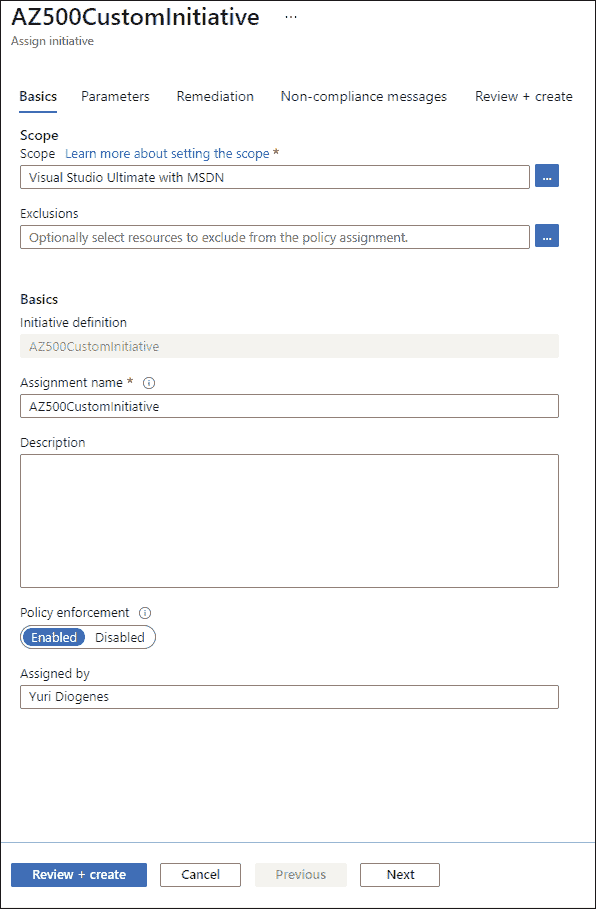 AZ500CustomInitiative ...
Assign initiative
Basics Parameters Remediation Non-compliance messages Review + create
Scope
Scope Learn more about setting the scope *
Visual Studio Ultimate with MSDN ...
Exclusions
Optionally select resources to exclude from the policy assignment. ...
Basics
Initiative definition
AZ500CustomInitiative
Assignment name *
AZ500CustomInitiative
Description
Policy enforcement
Enabled Disabled
Assigned by
Yuri Diogenes
Review + create Cancel Previous Next